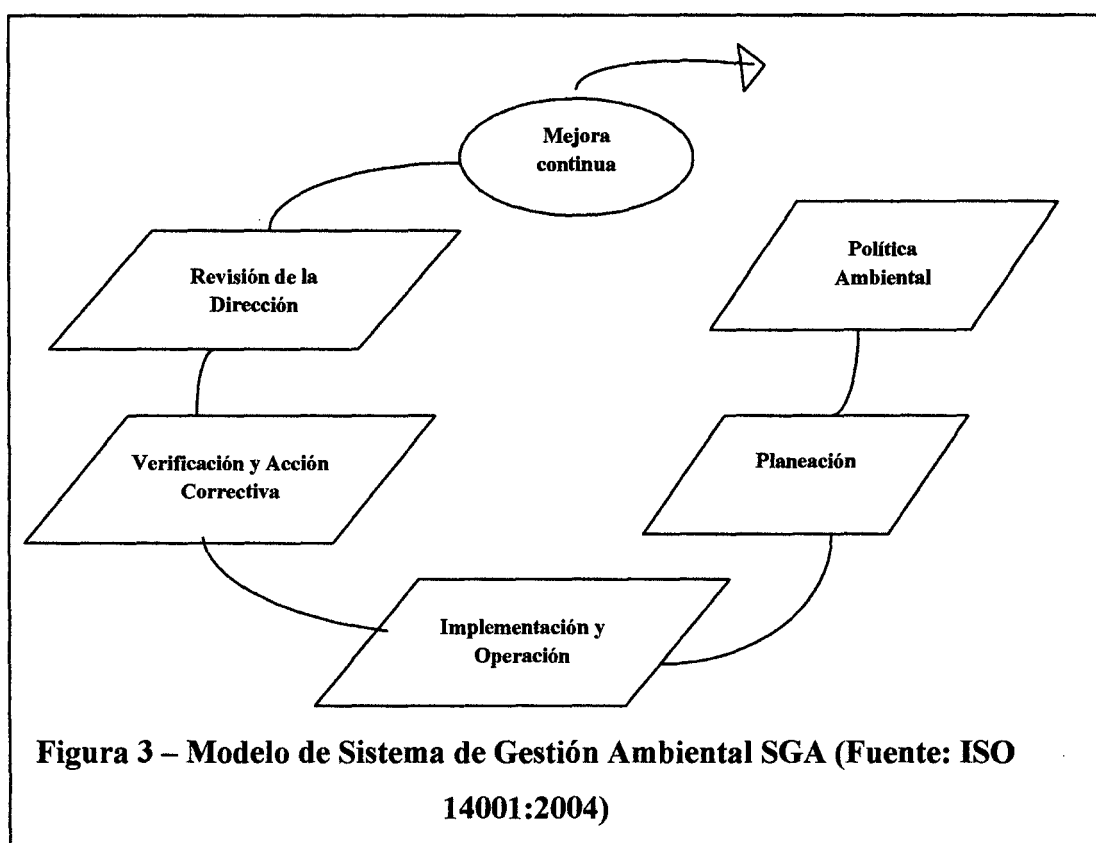 Mejora
continua
Política
Ambiental
Revisión de la
Dirección
Planeación
Verificación y Acción
Correctiva
Implementación y
Operación
Figura 3 – Modelo de Sistema de Gestión Ambiental SGA (Fuente: ISO
14001:2004)